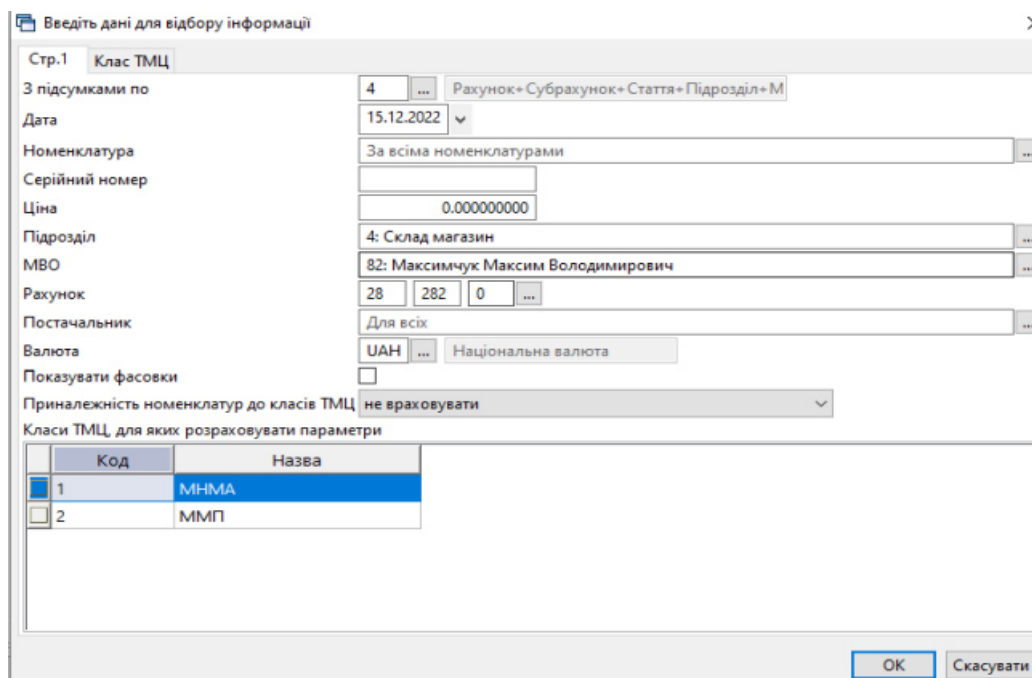 Введіть дані для відбору інформації
Стр.1 Клас ТМЦ
З підсумками по 4 ... Рахунок+Субрахунок+Стаття+Підрозділ+М
Дата 15.12.2022
Номенклатура За всіма номенклатурами ...
Серійний номер
Ціна 0.000000000
Підрозділ 4: Склад магазин ...
МВО 82: Максимчук Максим Володимирович ...
Рахунок 28 282 0 ...
Постачальник Для всіх ...
Валюта UAH ... Національна валюта
Показувати фасовки
Приналежність номенклатур до класів ТМЦ не враховувати
Класи ТМЦ, для яких розраховувати параметри
Код Назва
1 МНМА
2 ММП
ОК Скасувати